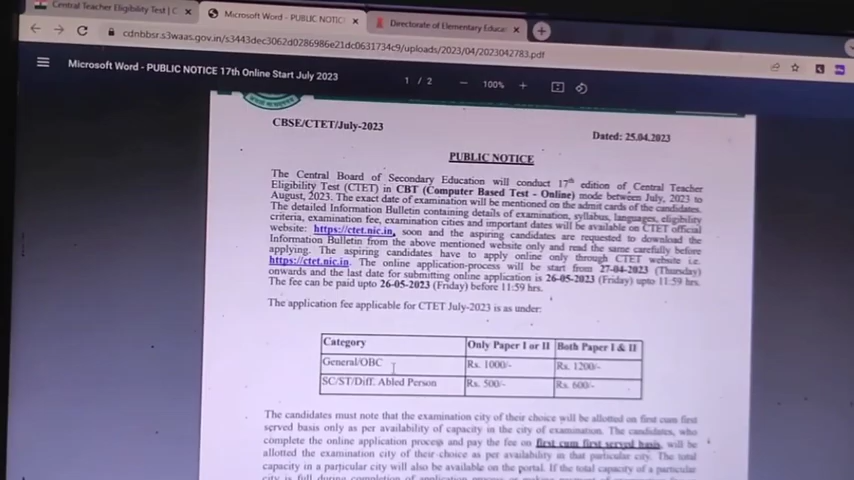 Central Teacher Eligibility Test | C
Microsoft Word - PUBLIC NOTIC
Directorate of Elementary Educa
cdnbbsr.s3waas.gov.in/s3443dec3062d0286986e21dc0631734c9/uploads/2023/04/2023042783.pdf
Microsoft Word - PUBLIC NOTICE 17th Online Start July 2023
1 / 2
100%
CBSE/CTET/July-2023
Dated: 25.04.2023
PUBLIC NOTICE
The Central Board of Secondary Education will conduct 17th edition of Central Teacher
Eligibility Test (CTET) in CBT (Computer Based Test - Online) mode between July, 2023 to
August, 2023. The exact date of examination will be mentioned on the admit cards of the candidates.
The detailed Information Bulletin containing details of examination, syllabus, languages, eligibility
criteria, examination fee, examination cities and important dates will be available on CTET official
website: https://ctet.nic.in, soon and the aspiring candidates are requested to download the
Information Bulletin from the above mentioned website only and read the same carefully before
applying. The aspiring candidates have to apply online only through CTET website i.e.
https://ctet.nic.in. The online application-process will be start from 27-04-2023 (Thursday)
onwards and the last date for submitting online application is 26-05-2023 (Friday) upto 11:59 hrs.
The fee can be paid upto 26-05-2023 (Friday) before 11:59 hrs.
The application fee applicable for CTET July-2023 is as under:
Category Only Paper I or II Both Paper I & II
General/OBC Rs. 1000/- Rs. 1200/-
SC/ST/Diff. Abled Person Rs. 500/- Rs. 600/-
The candidates must note that the examination city of their choice will be allotted on first cum first
served basis only as per availability of capacity in the city of examination. The candidates, who
complete the online application process and pay the fee on first cum first served basis, will be
allotted the examination city of their choice as per availability in that particular city. The total
capacity in a particular city will also be available on the portal. If the total capacity of a particular
city is full during completion of application